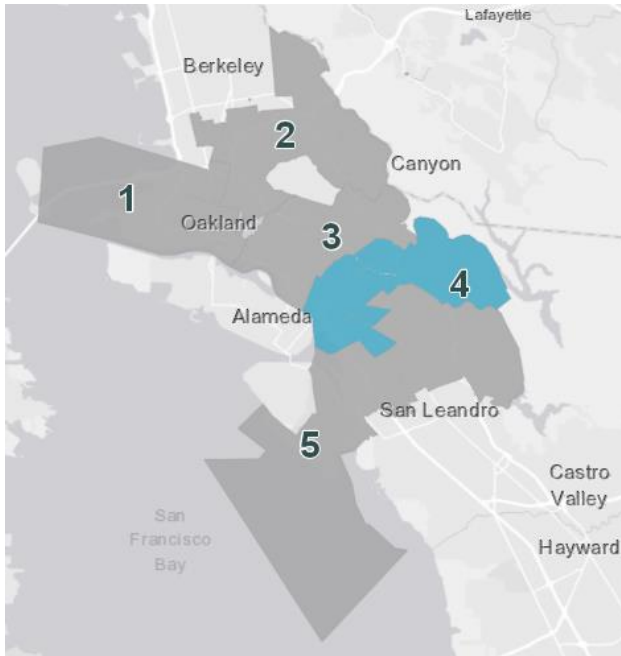 Lafayette
Berkeley
2
Canyon
1
Oakland
3
4
Alameda
San Leandro
5
Castro
Valley
San
Francisco
Bay
Hayward